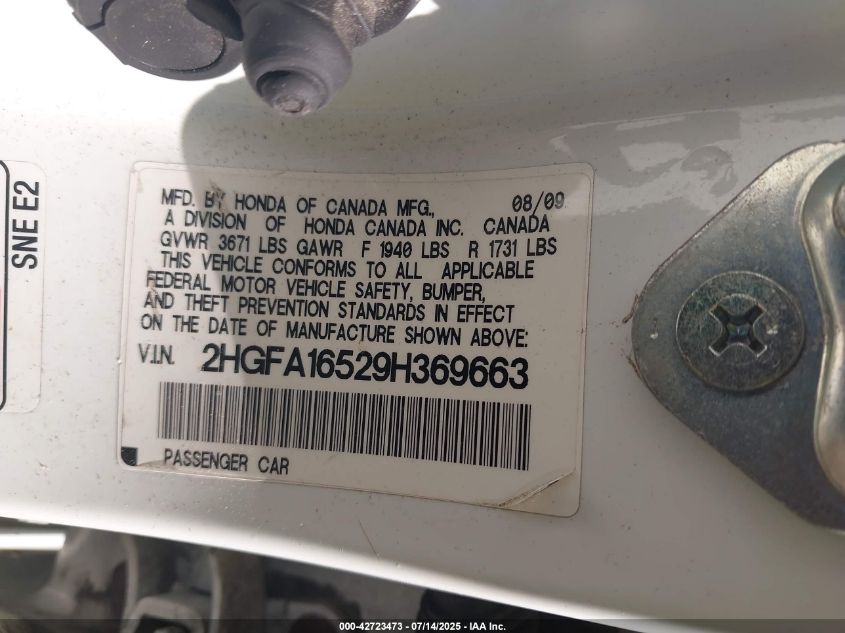 SNE E2
MFD. BY HONDA OF CANADA MFG., 08/09
A DIVISION OF HONDA CANADA INC. CANADA
GVWR 3671 LBS GAWR F 1940 LBS R 1731 LBS
THIS VEHICLE CONFORMS TO ALL APPLICABLE
FEDERAL MOTOR VEHICLE SAFETY, BUMPER,
AND THEFT PREVENTION STANDARDS IN EFFECT
ON THE DATE OF MANUFACTURE SHOWN ABOVE:
V.I.N. 2HGFA16529H369663
PASSENGER CAR
000-42723473 - 07/14/2025 - IAA Inc.